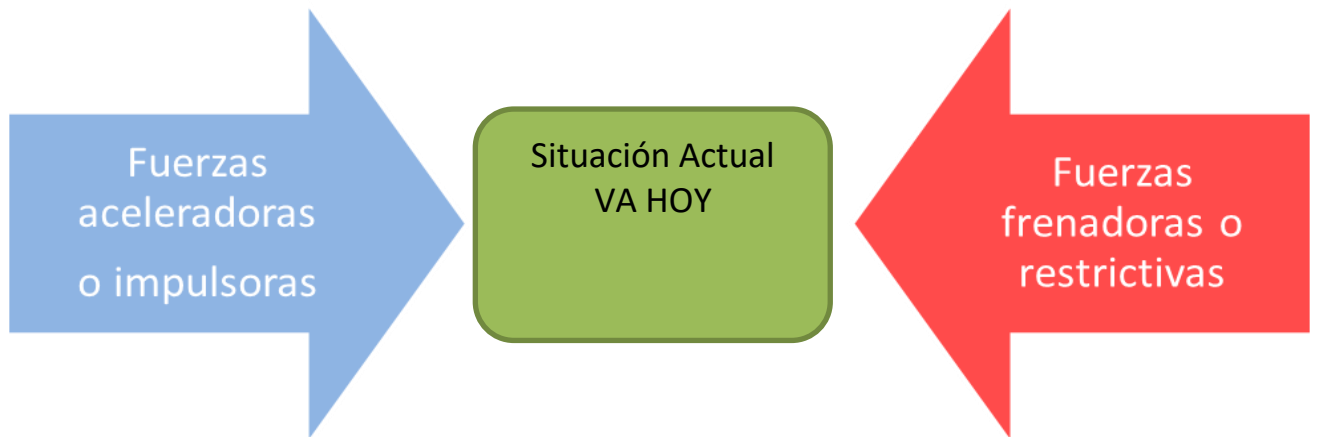 Fuerzas
aceleradoras
o impulsoras
Situación Actual
VA HOY
Fuerzas
frenadoras o
restrictivas